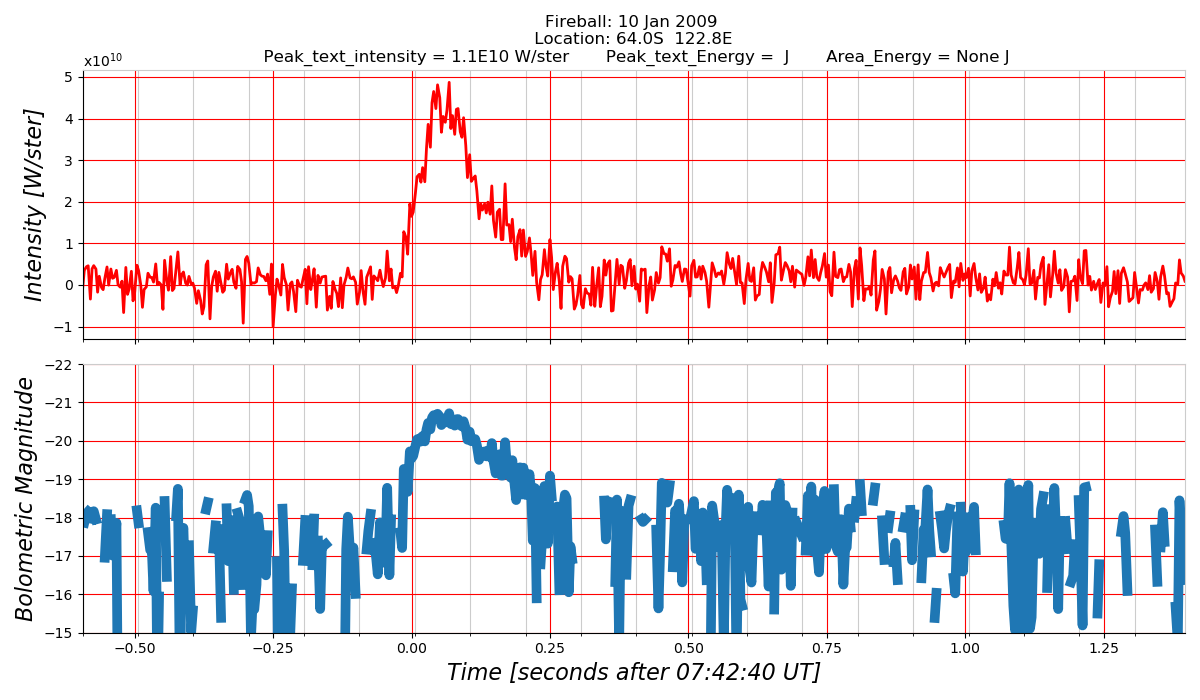 Fireball: 10 Jan 2009
Location: 64.0S  122.8E
Peak_text_intensity = 1.1E10 W/ster       Peak_text_Energy =  J       Area_Energy = None J
x10¹⁰
Intensity [W/ster]
5
4
3
2
1
0
−1
Bolometric Magnitude
−22
−21
−20
−19
−18
−17
−16
−15
−0.50 −0.25 0.00 0.25 0.50 0.75 1.00 1.25
Time [seconds after 07:42:40 UT]